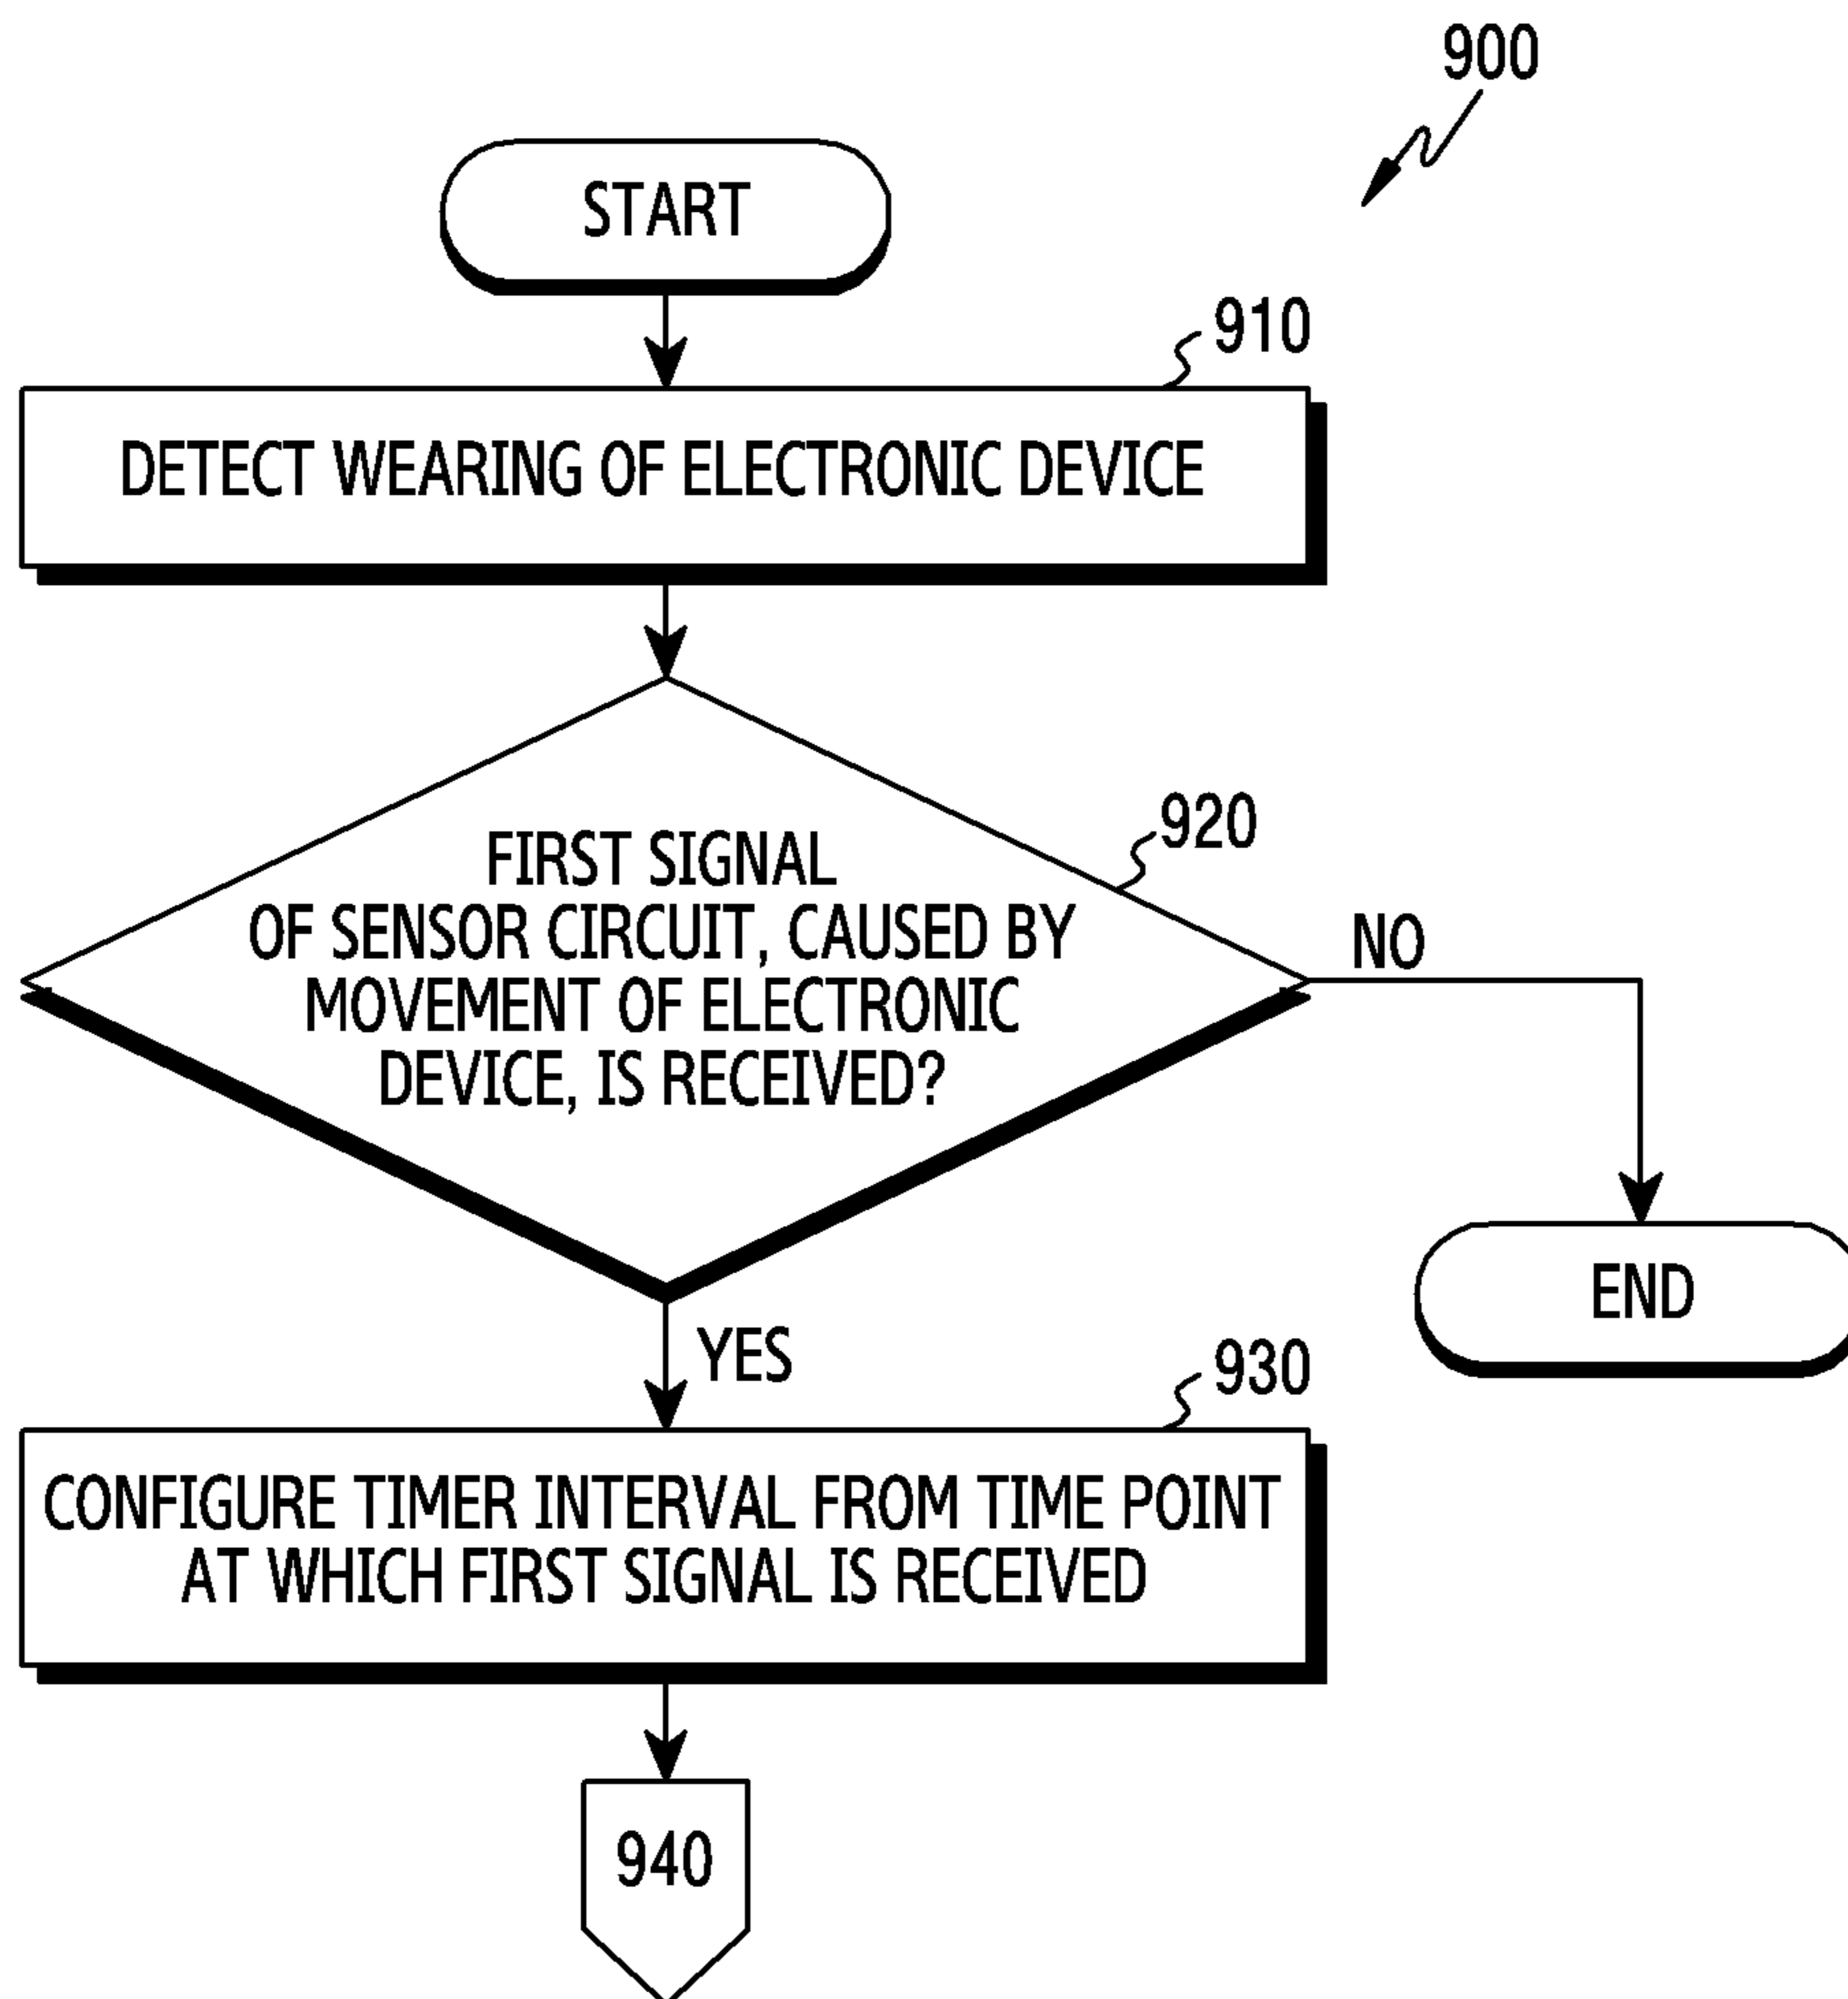 900
START
910
DETECT WEARING OF ELECTRONIC DEVICE
920
FIRST SIGNAL
OF SENSOR CIRCUIT, CAUSED BY
MOVEMENT OF ELECTRONIC
DEVICE, IS RECEIVED?
NO
END
YES
930
CONFIGURE TIMER INTERVAL FROM TIME POINT
AT WHICH FIRST SIGNAL IS RECEIVED
940